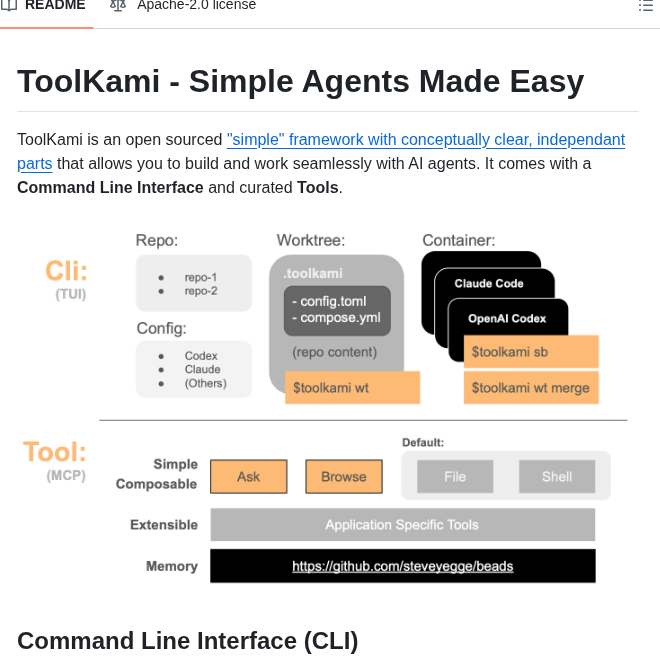 README Apache-2.0 license
ToolKami - Simple Agents Made Easy
ToolKami is an open sourced "simple" framework with conceptually clear, independant
parts that allows you to build and work seamlessly with AI agents. It comes with a
Command Line Interface and curated Tools.
Repo: Worktree: Container:
Cli:
(TUI)
• repo-1
• repo-2
Config:
• Codex
• Claude
• (Others)
.toolkami
- config.toml
- compose.yml
(repo content)
$toolkami wt
Claude Code
OpenAI Codex
$toolkami sb
$toolkami wt merge
Tool:
(MCP)
Default:
Simple
Composable
Ask Browse File Shell
Extensible Application Specific Tools
Memory https://github.com/steveyegge/beads
Command Line Interface (CLI)